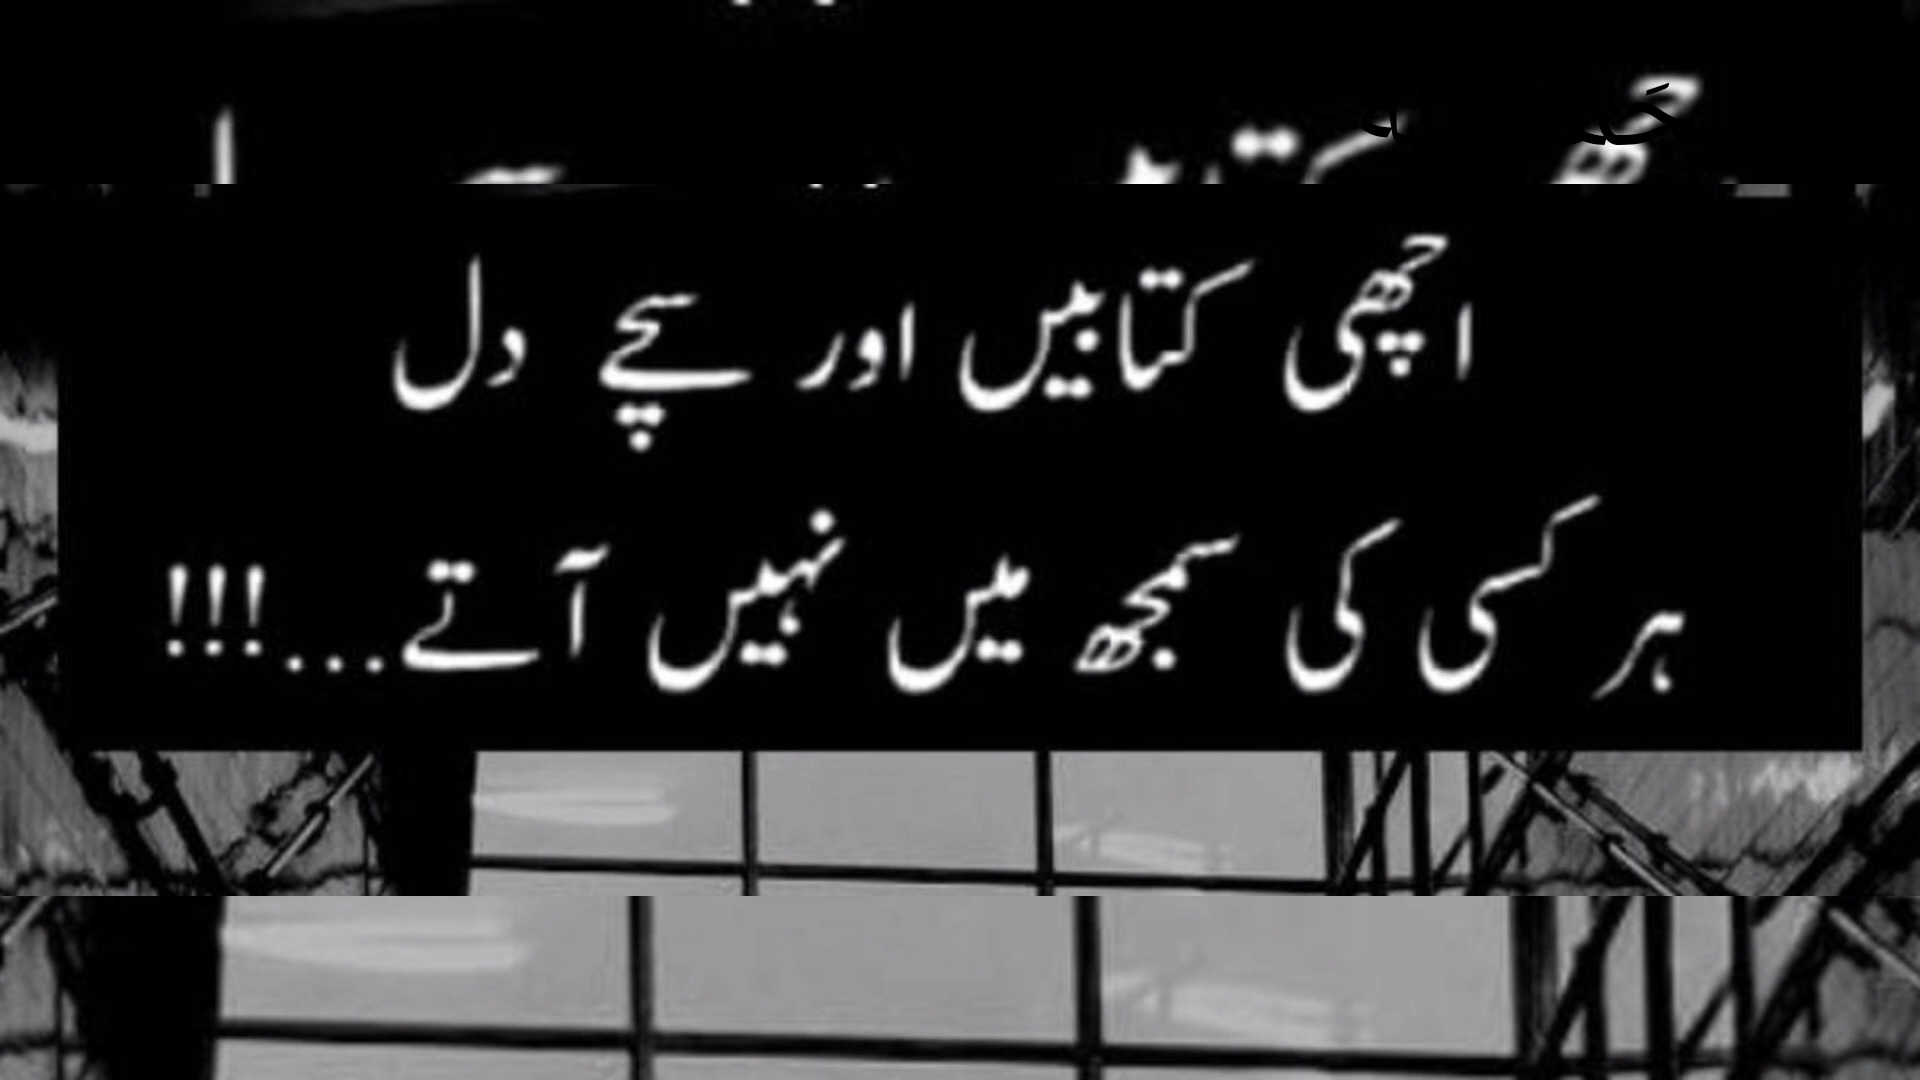 اچھی کتابیں اور سچے دل
ہر کسی کی سمجھ میں نہیں آتے...!!!